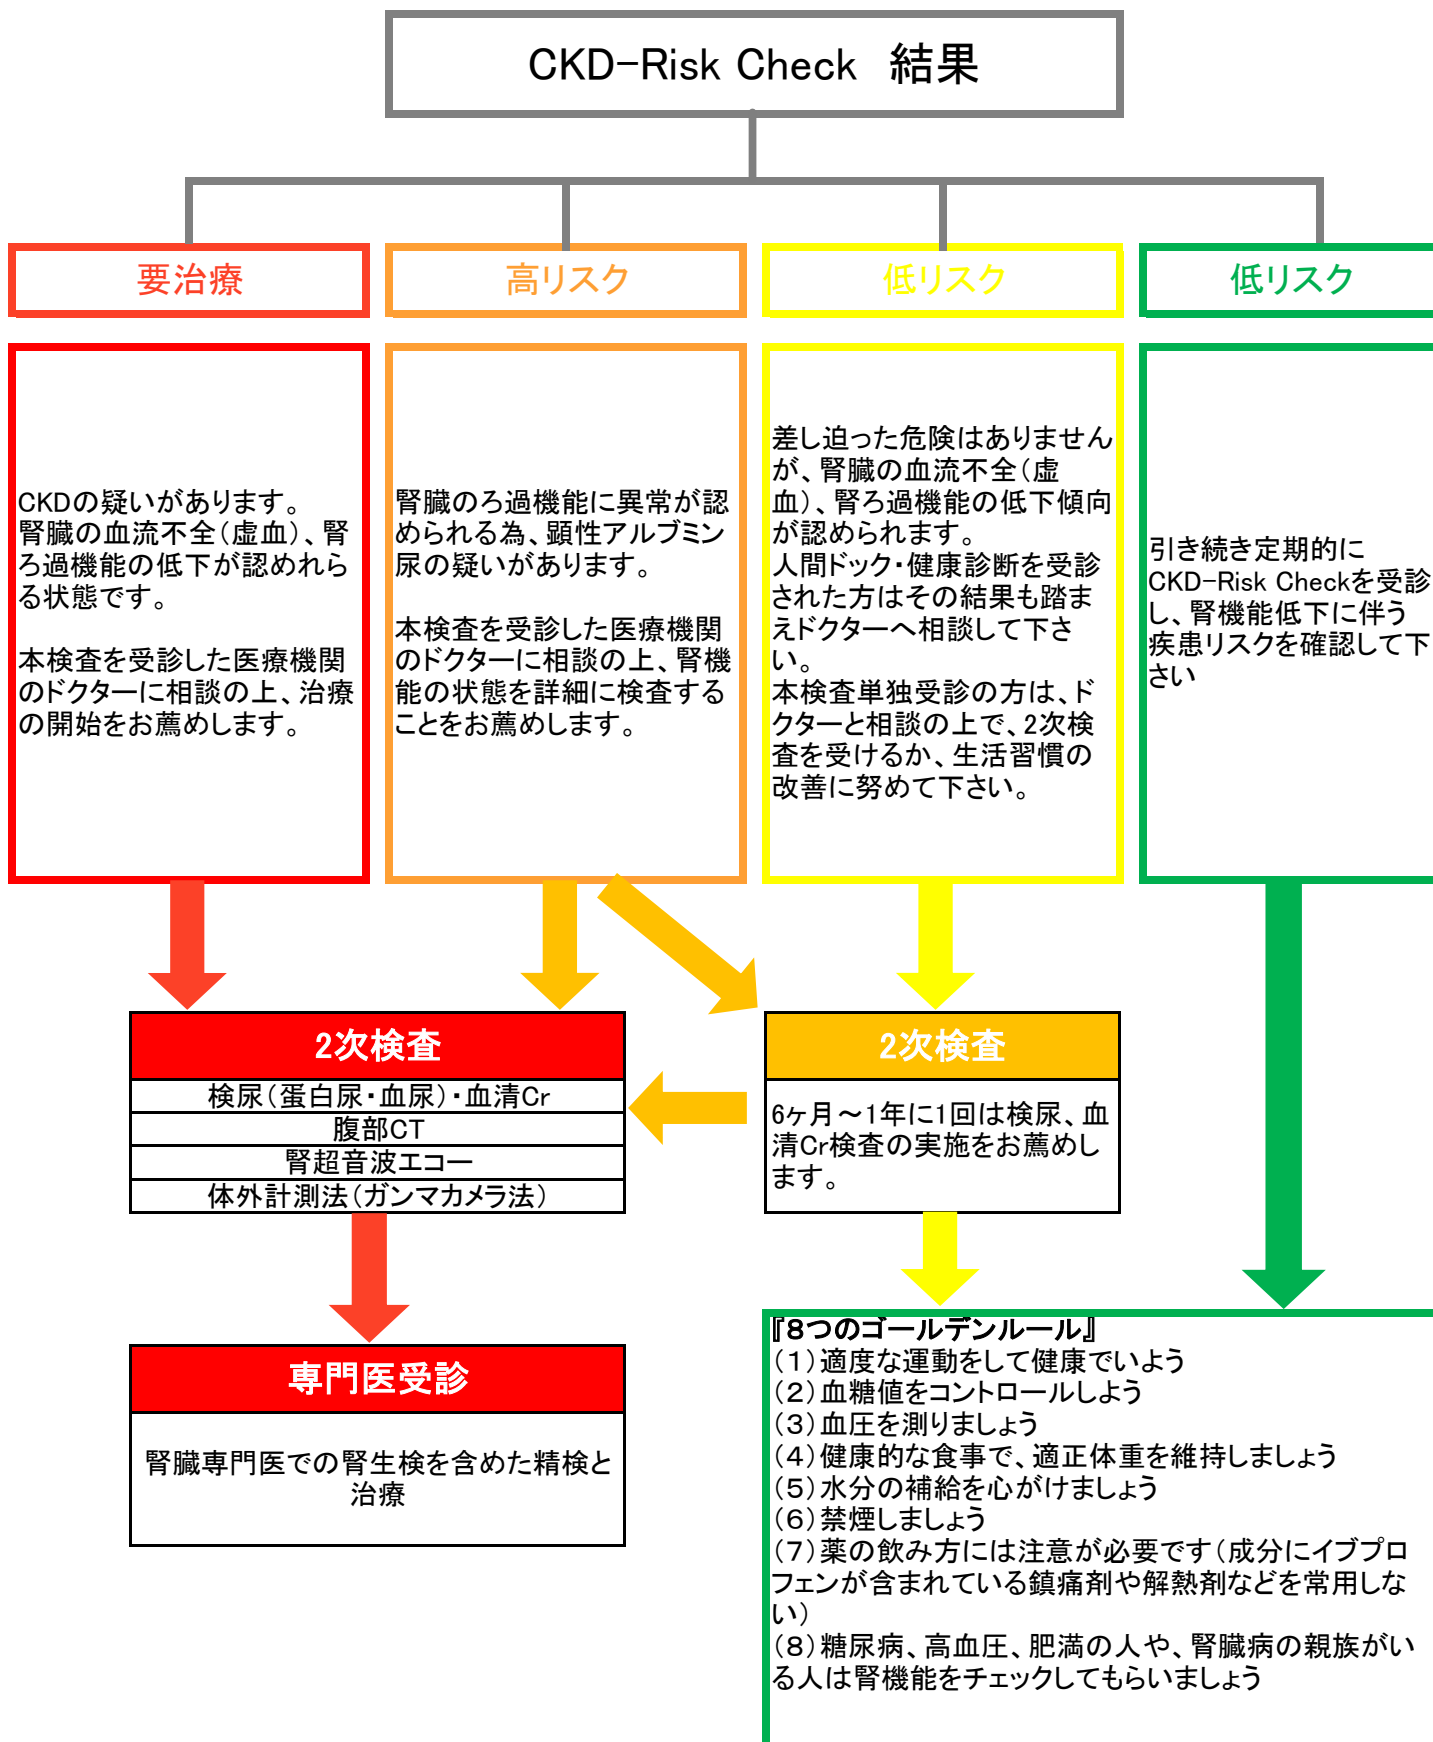 CKD-Risk Check　結果
要治療
高リスク
低リスク
低リスク
CKDの疑いがあります。
腎臓の血流不全（虚血）、腎
ろ過機能の低下が認めれら
る状態です。
本検査を受診した医療機関
のドクターに相談の上、治療
の開始をお薦めします。
腎臓のろ過機能に異常が認
められる為、顕性アルブミン
尿の疑いがあります。
本検査を受診した医療機関
のドクターに相談の上、腎機
能の状態を詳細に検査する
ことをお薦めします。
差し迫った危険はありません
が、腎臓の血流不全（虚
血）、腎ろ過機能の低下傾向
が認められます。
人間ドック・健康診断を受診
された方はその結果も踏ま
えドクターへ相談して下さ
い。
本検査単独受診の方は、ド
クターと相談の上で、2次検
査を受けるか、生活習慣の
改善に努めて下さい。
引き続き定期的に
CKD-Risk Checkを受診
し、腎機能低下に伴う
疾患リスクを確認して下
さい
2次検査
検尿（蛋白尿・血尿）・血清Cr
腹部CT
腎超音波エコー
体外計測法（ガンマカメラ法）
2次検査
6ヶ月～1年に1回は検尿、血
清Cr検査の実施をお薦めし
ます。
専門医受診
腎臓専門医での腎生検を含めた精検と
治療
『８つのゴールデンルール』
（１）適度な運動をして健康でいよう
（２）血糖値をコントロールしよう
（３）血圧を測りましょう
（４）健康的な食事で、適正体重を維持しましょう
（５）水分の補給を心がけましょう
（６）禁煙しましょう
（７）薬の飲み方には注意が必要です（成分にイブプロ
フェンが含まれている鎮痛剤や解熱剤などを常用しな
い）
（８）糖尿病、高血圧、肥満の人や、腎臓病の親族がい
る人は腎機能をチェックしてもらいましょう